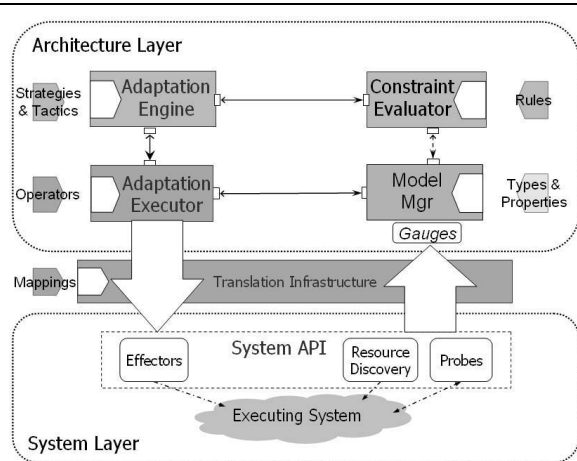 Architecture Layer
Strategies
& Tactics
Adaptation
Engine
Constraint
Evaluator
Rules
Operators
Adaptation
Executor
Model
Mgr
Types &
Properties
Gauges
Mappings
Translation Infrastructure
System API
Effectors
Resource
Discovery
Probes
Executing System
System Layer